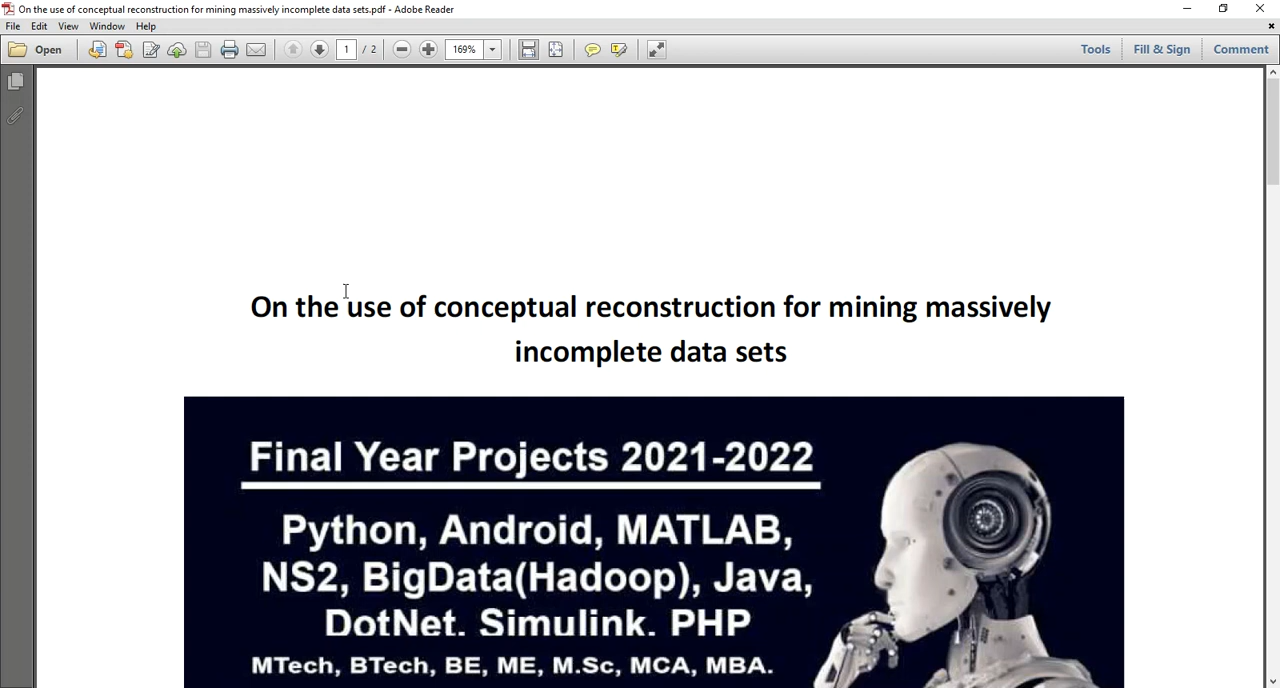 On the use of conceptual reconstruction for mining massively incomplete data sets.pdf - Adobe Reader
File Edit View Window Help
Open 1 / 2 169% Tools Fill & Sign Comment
On the use of conceptual reconstruction for mining massively
incomplete data sets
Final Year Projects 2021-2022
Python, Android, MATLAB,
NS2, BigData(Hadoop), Java,
DotNet. Simulink. PHP
MTech, BTech, BE, ME, M.Sc, MCA, MBA.